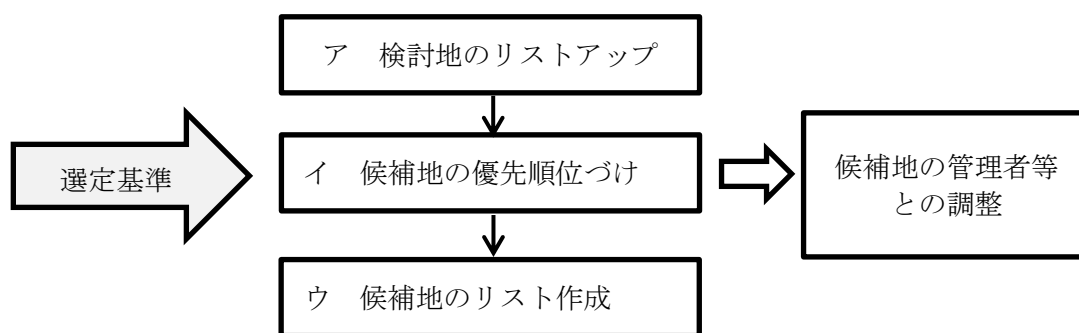 ア　検討地のリストアップ
選定基準
イ　候補地の優先順位づけ
候補地の管理者等
との調整
ウ　候補地のリスト作成